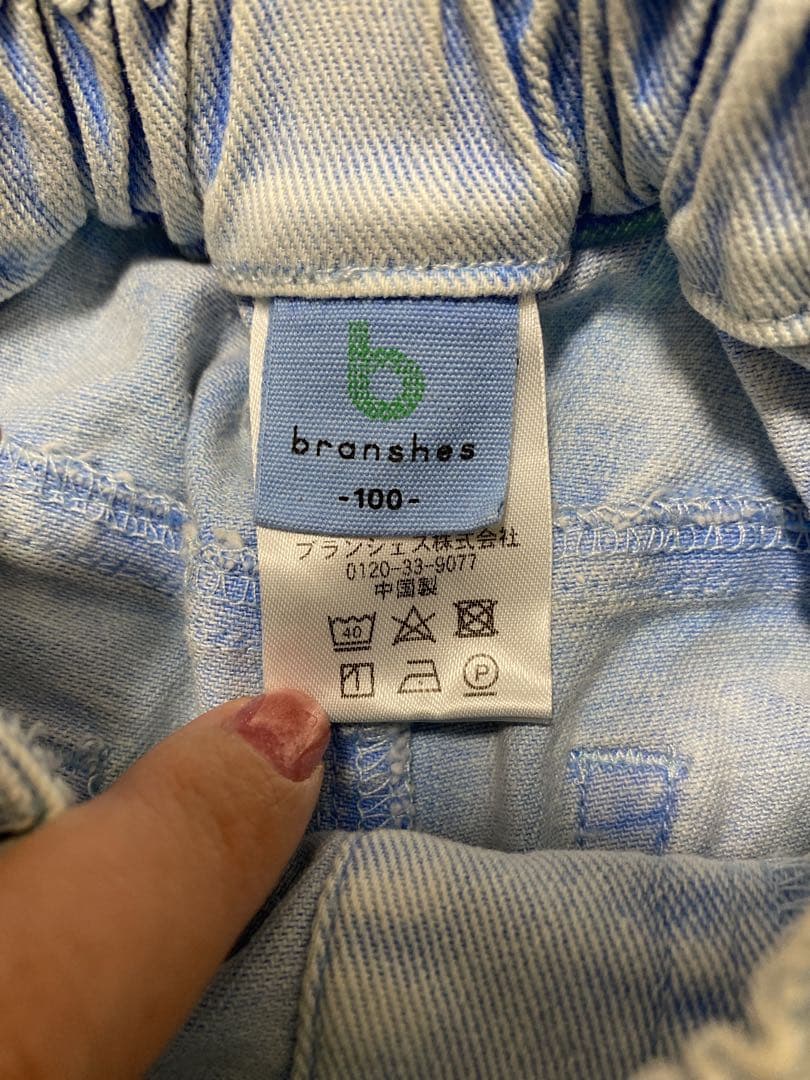 b
branshes
-100-
ブランシェス株式会社
0120-33-9077
中国製
40
P